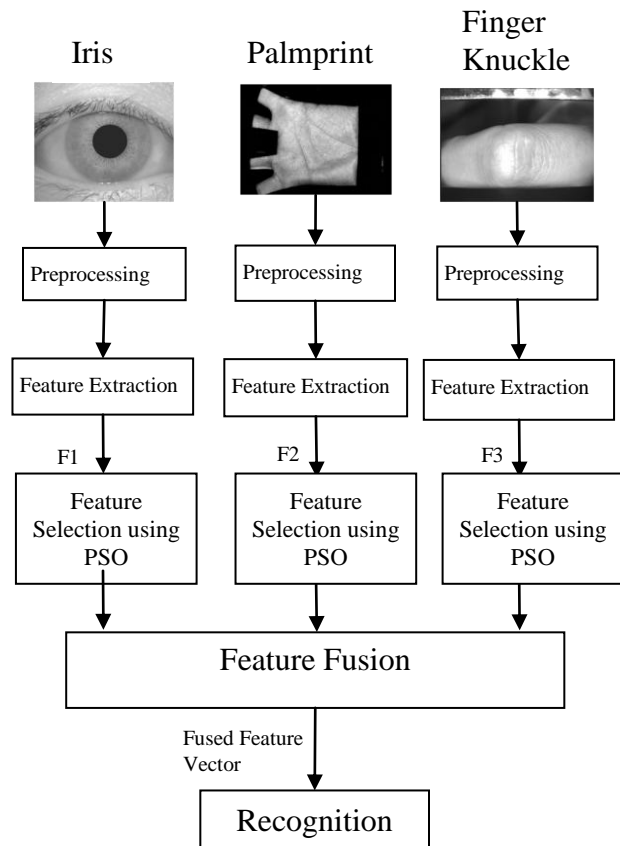 Iris
Palmprint
Finger
Knuckle
Preprocessing
Preprocessing
Preprocessing
Feature Extraction
Feature Extraction
Feature Extraction
F1
F2
F3
Feature
Selection using
PSO
Feature
Selection using
PSO
Feature
Selection using
PSO
Feature Fusion
Fused Feature
Vector
Recognition